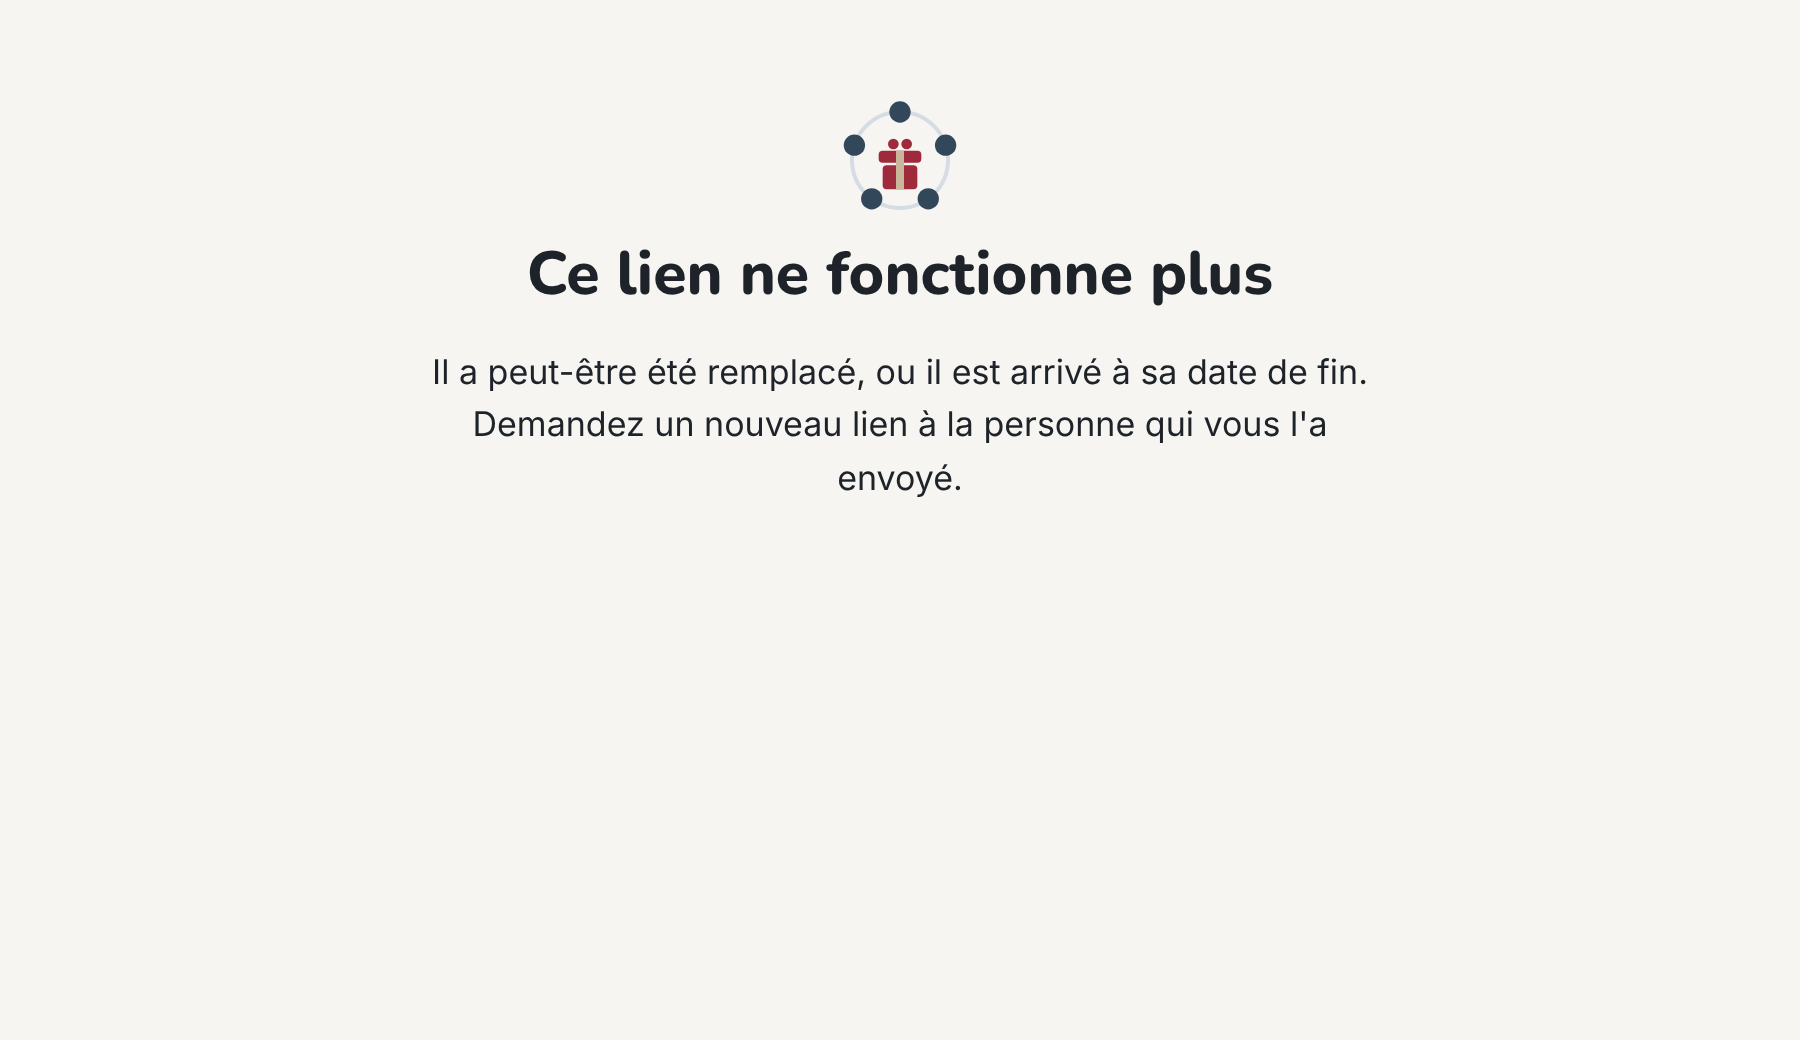 Ce lien ne fonctionne plus
Il a peut-être été remplacé, ou il est arrivé à sa date de fin.
Demandez un nouveau lien à la personne qui vous l'a
envoyé.